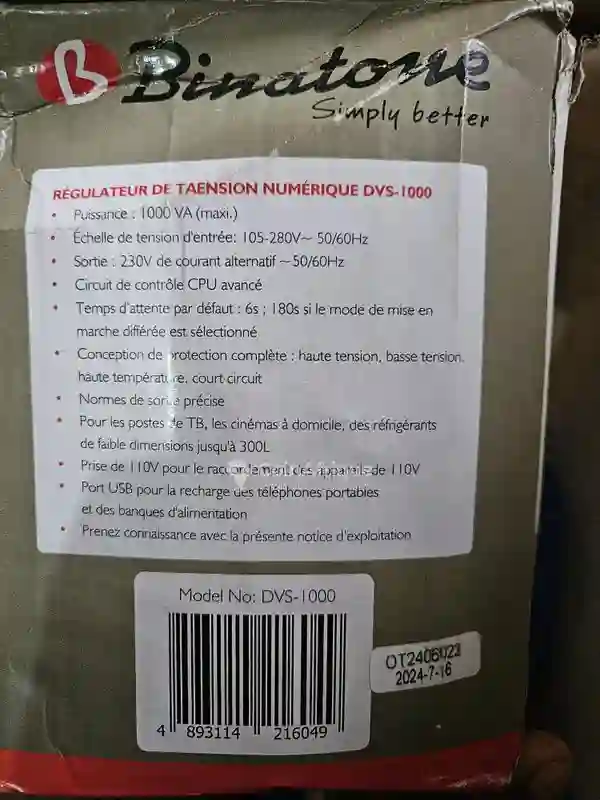 B Binatone
Simply better
RÉGULATEUR DE TAENSION NUMÉRIQUE DVS-1000
• Puissance : 1000 VA (maxi.)
• Échelle de tension d'entrée: 105-280V~ 50/60Hz
• Sortie : 230V de courant alternatif ~50/60Hz
• Circuit de contrôle CPU avancé
• Temps d'attente par défaut : 6s ; 180s si le mode de mise en
marche différée est sélectionné
• Conception de protection complète : haute tension, basse tension,
haute température, court circuit
• Normes de sortie précise
• Pour les postes de TB, les cinémas à domicile, des réfrigérants
de faible dimensions jusqu'à 300L
• Prise de 110V pour le raccordement des appareils de 110V
• Port USB pour la recharge des téléphones portables
et des banques d'alimentation
• Prenez connaissance avec la présente notice d'exploitation
Model No: DVS-1000
4 893114 216049
OT2406023
2024-7-16